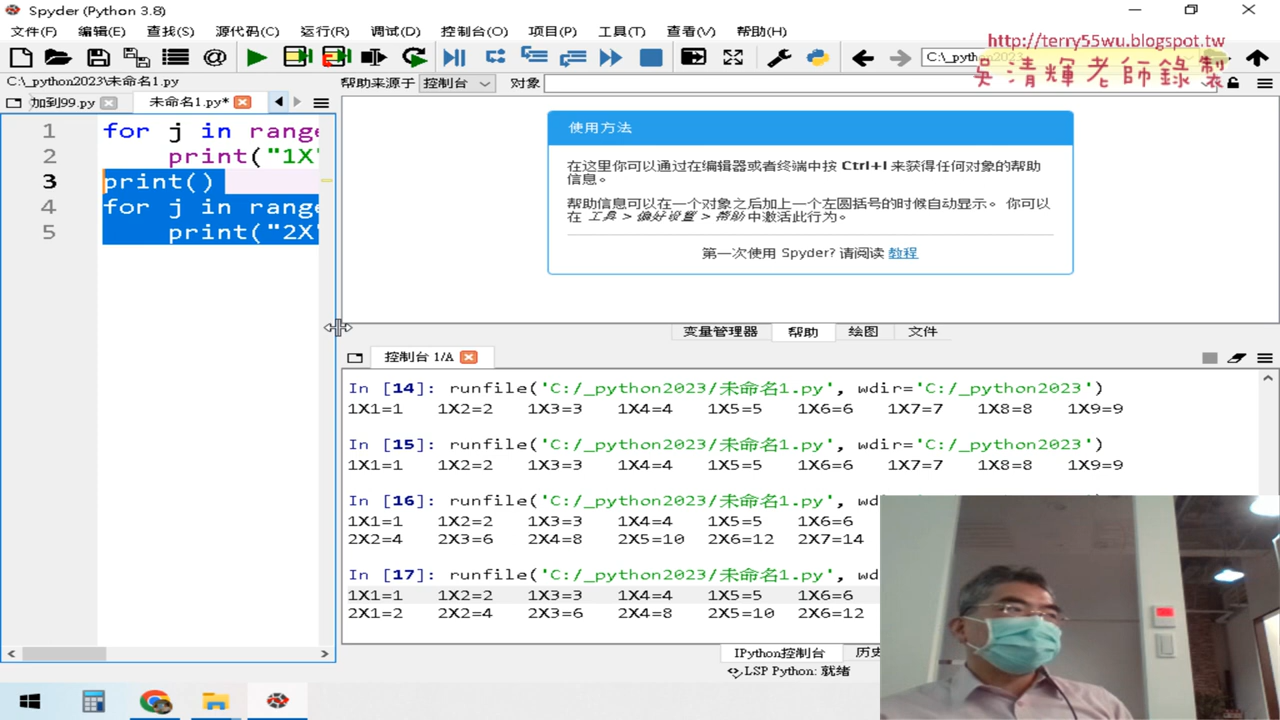 Spyder (Python 3.8)
文件(F) 编辑(E) 查找(S) 源代码(C) 运行(R) 调试(D) 控制台(O) 项目(P) 工具(T) 查看(V) 帮助(H)
http://terry55wu.blogspot.tw
C:\_python2023
吳清輝老師錄製
C:\_python2023\未命名1.py
帮助来源于 控制台 对象
加到99.py 未命名1.py*
1 for j in range
2 print("1X"
3 print()
4 for j in range
5 print("2X"
使用方法
在这里你可以通过在编辑器或者终端中按 Ctrl+I 来获得任何对象的帮助
信息。
帮助信息可以在一个对象之后加上一个左圆括号的时候自动显示。 你可以
在 工具 > 偏好设置 > 帮助 中激活此行为。
第一次使用 Spyder? 请阅读 教程
变量管理器 帮助 绘图 文件
控制台 1/A
In [14]: runfile('C:/_python2023/未命名1.py', wdir='C:/_python2023')
1X1=1 1X2=2 1X3=3 1X4=4 1X5=5 1X6=6 1X7=7 1X8=8 1X9=9
In [15]: runfile('C:/_python2023/未命名1.py', wdir='C:/_python2023')
1X1=1 1X2=2 1X3=3 1X4=4 1X5=5 1X6=6 1X7=7 1X8=8 1X9=9
In [16]: runfile('C:/_python2023/未命名1.py', wd
1X1=1 1X2=2 1X3=3 1X4=4 1X5=5 1X6=6
2X2=4 2X3=6 2X4=8 2X5=10 2X6=12 2X7=14
In [17]: runfile('C:/_python2023/未命名1.py', wd
1X1=1 1X2=2 1X3=3 1X4=4 1X5=5 1X6=6
2X1=2 2X2=4 2X3=6 2X4=8 2X5=10 2X6=12
IPython控制台 历史
LSP Python: 就绪